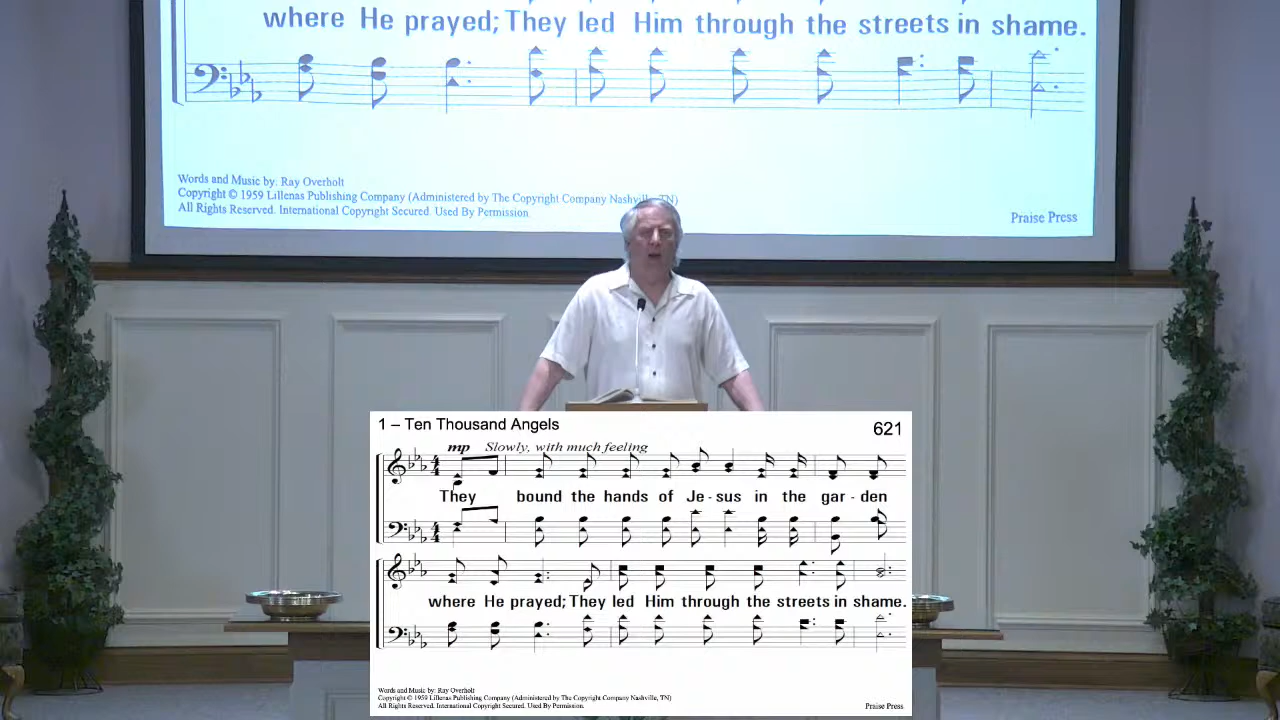 where He prayed; They led Him through the streets in shame.
Words and Music by: Ray Overholt
Copyright © 1959 Lillenas Publishing Company (Administered by The Copyright Company Nashville, TN)
All Rights Reserved. International Copyright Secured. Used By Permission.
Praise Press
1 – Ten Thousand Angels
621
mp Slowly, with much feeling
They bound the hands of Je - sus in the gar - den
where He prayed; They led Him through the streets in shame.
Words and Music by: Ray Overholt
Copyright © 1959 Lillenas Publishing Company (Administered by The Copyright Company Nashville, TN)
All Rights Reserved. International Copyright Secured. Used By Permission.
Praise Press